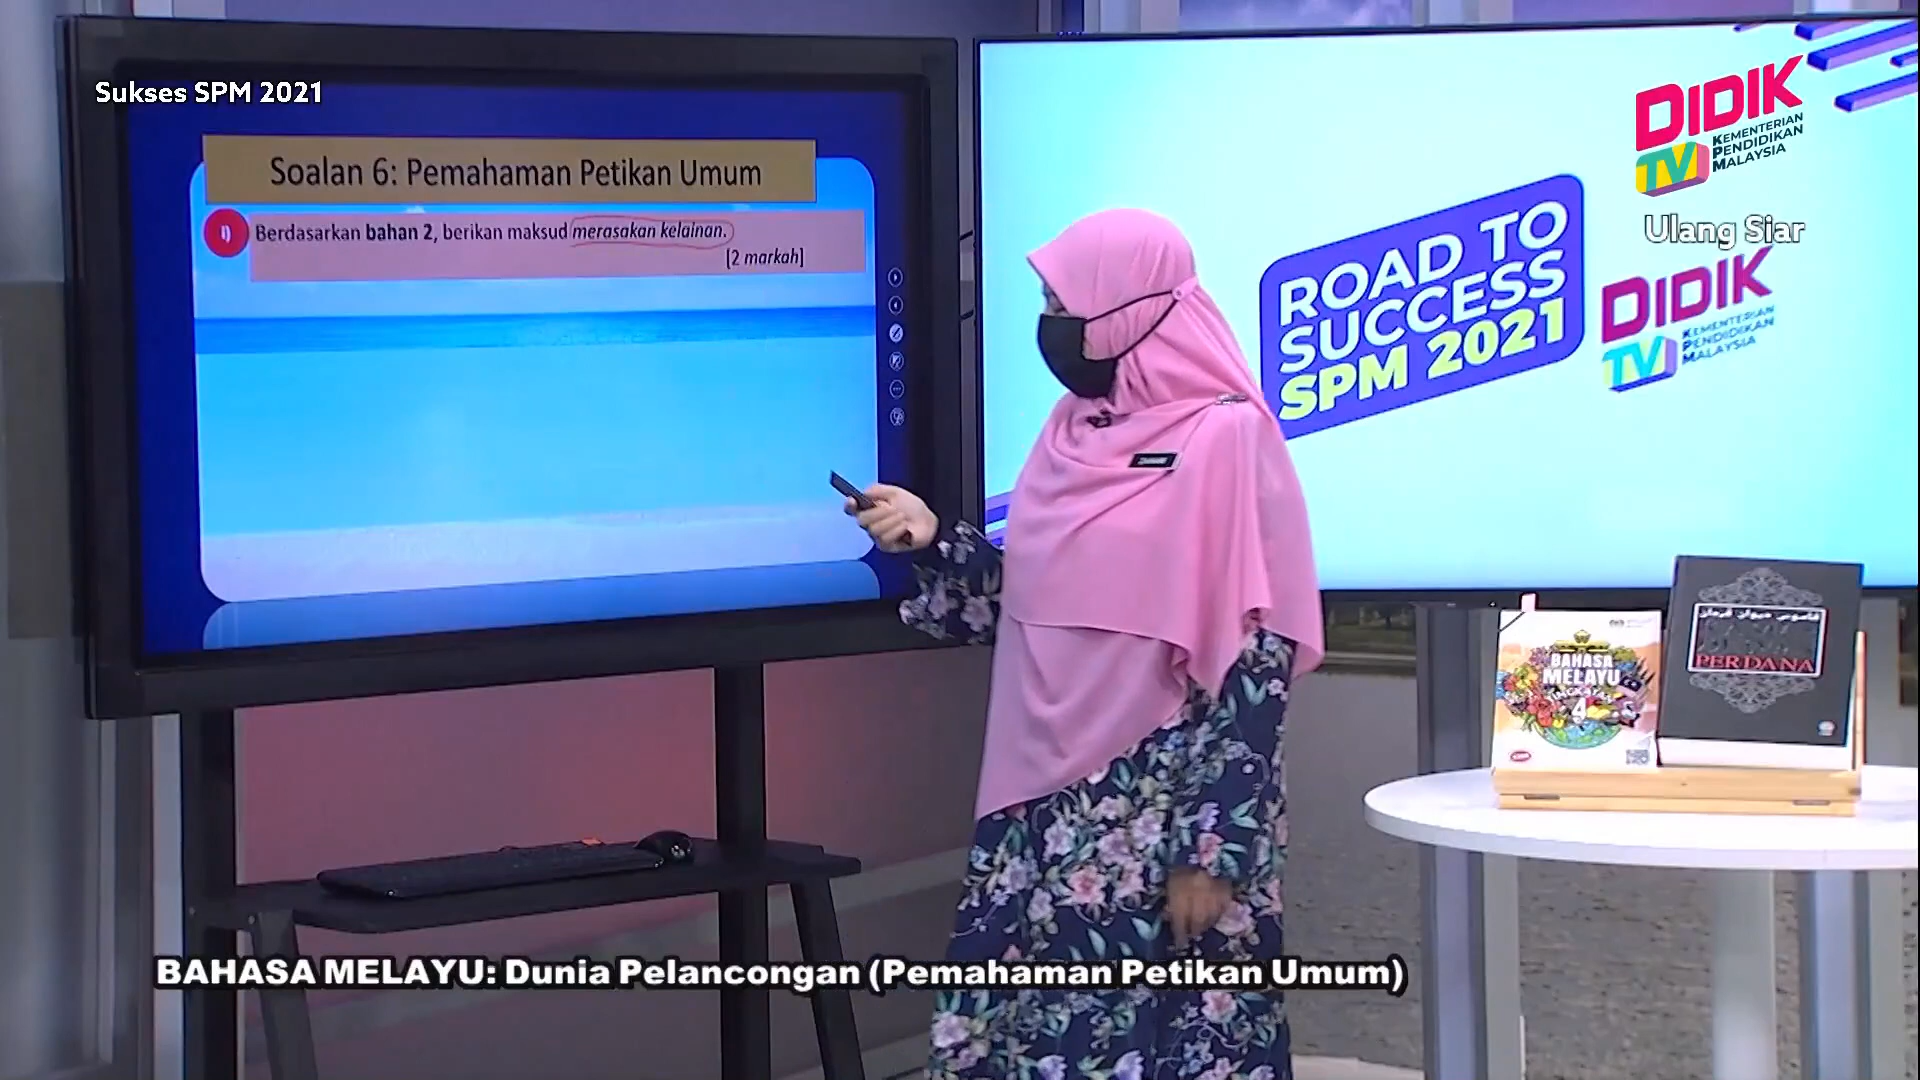 Sukses SPM 2021
Soalan 6: Pemahaman Petikan Umum
i) Berdasarkan bahan 2, berikan maksud merasakan kelainan.
[2 markah]
ROAD TO
SUCCESS
SPM 2021
DIDIK
TV
KEMENTERIAN
PENDIDIKAN
MALAYSIA
Ulang Siar
DIDIK
TV
KEMENTERIAN
PENDIDIKAN
MALAYSIA
BAHASA
MELAYU
TINGKATAN
4
PERDANA
BAHASA MELAYU: Dunia Pelancongan (Pemahaman Petikan Umum)